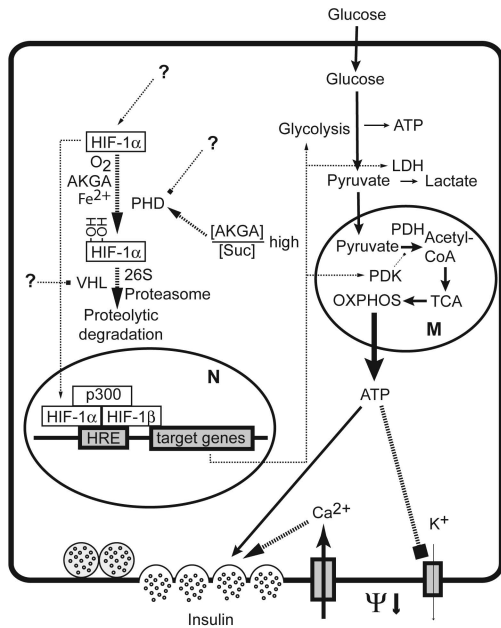 Glucose
Glucose
Glycolysis
ATP
LDH
Pyruvate
Lactate
Pyruvate
PDH
Acetyl-
CoA
PDK
OXPHOS
TCA
M
ATP
?
HIF-1α
O2
AKGA
Fe2+
?
PHD
[AKGA]
[Suc]
high
OH
OH
HIF-1α
?
VHL
26S
Proteasome
Proteolytic
degradation
N
p300
HIF-1α
HIF-1β
HRE
target genes
Ca2+
K+
Ψ
Insulin